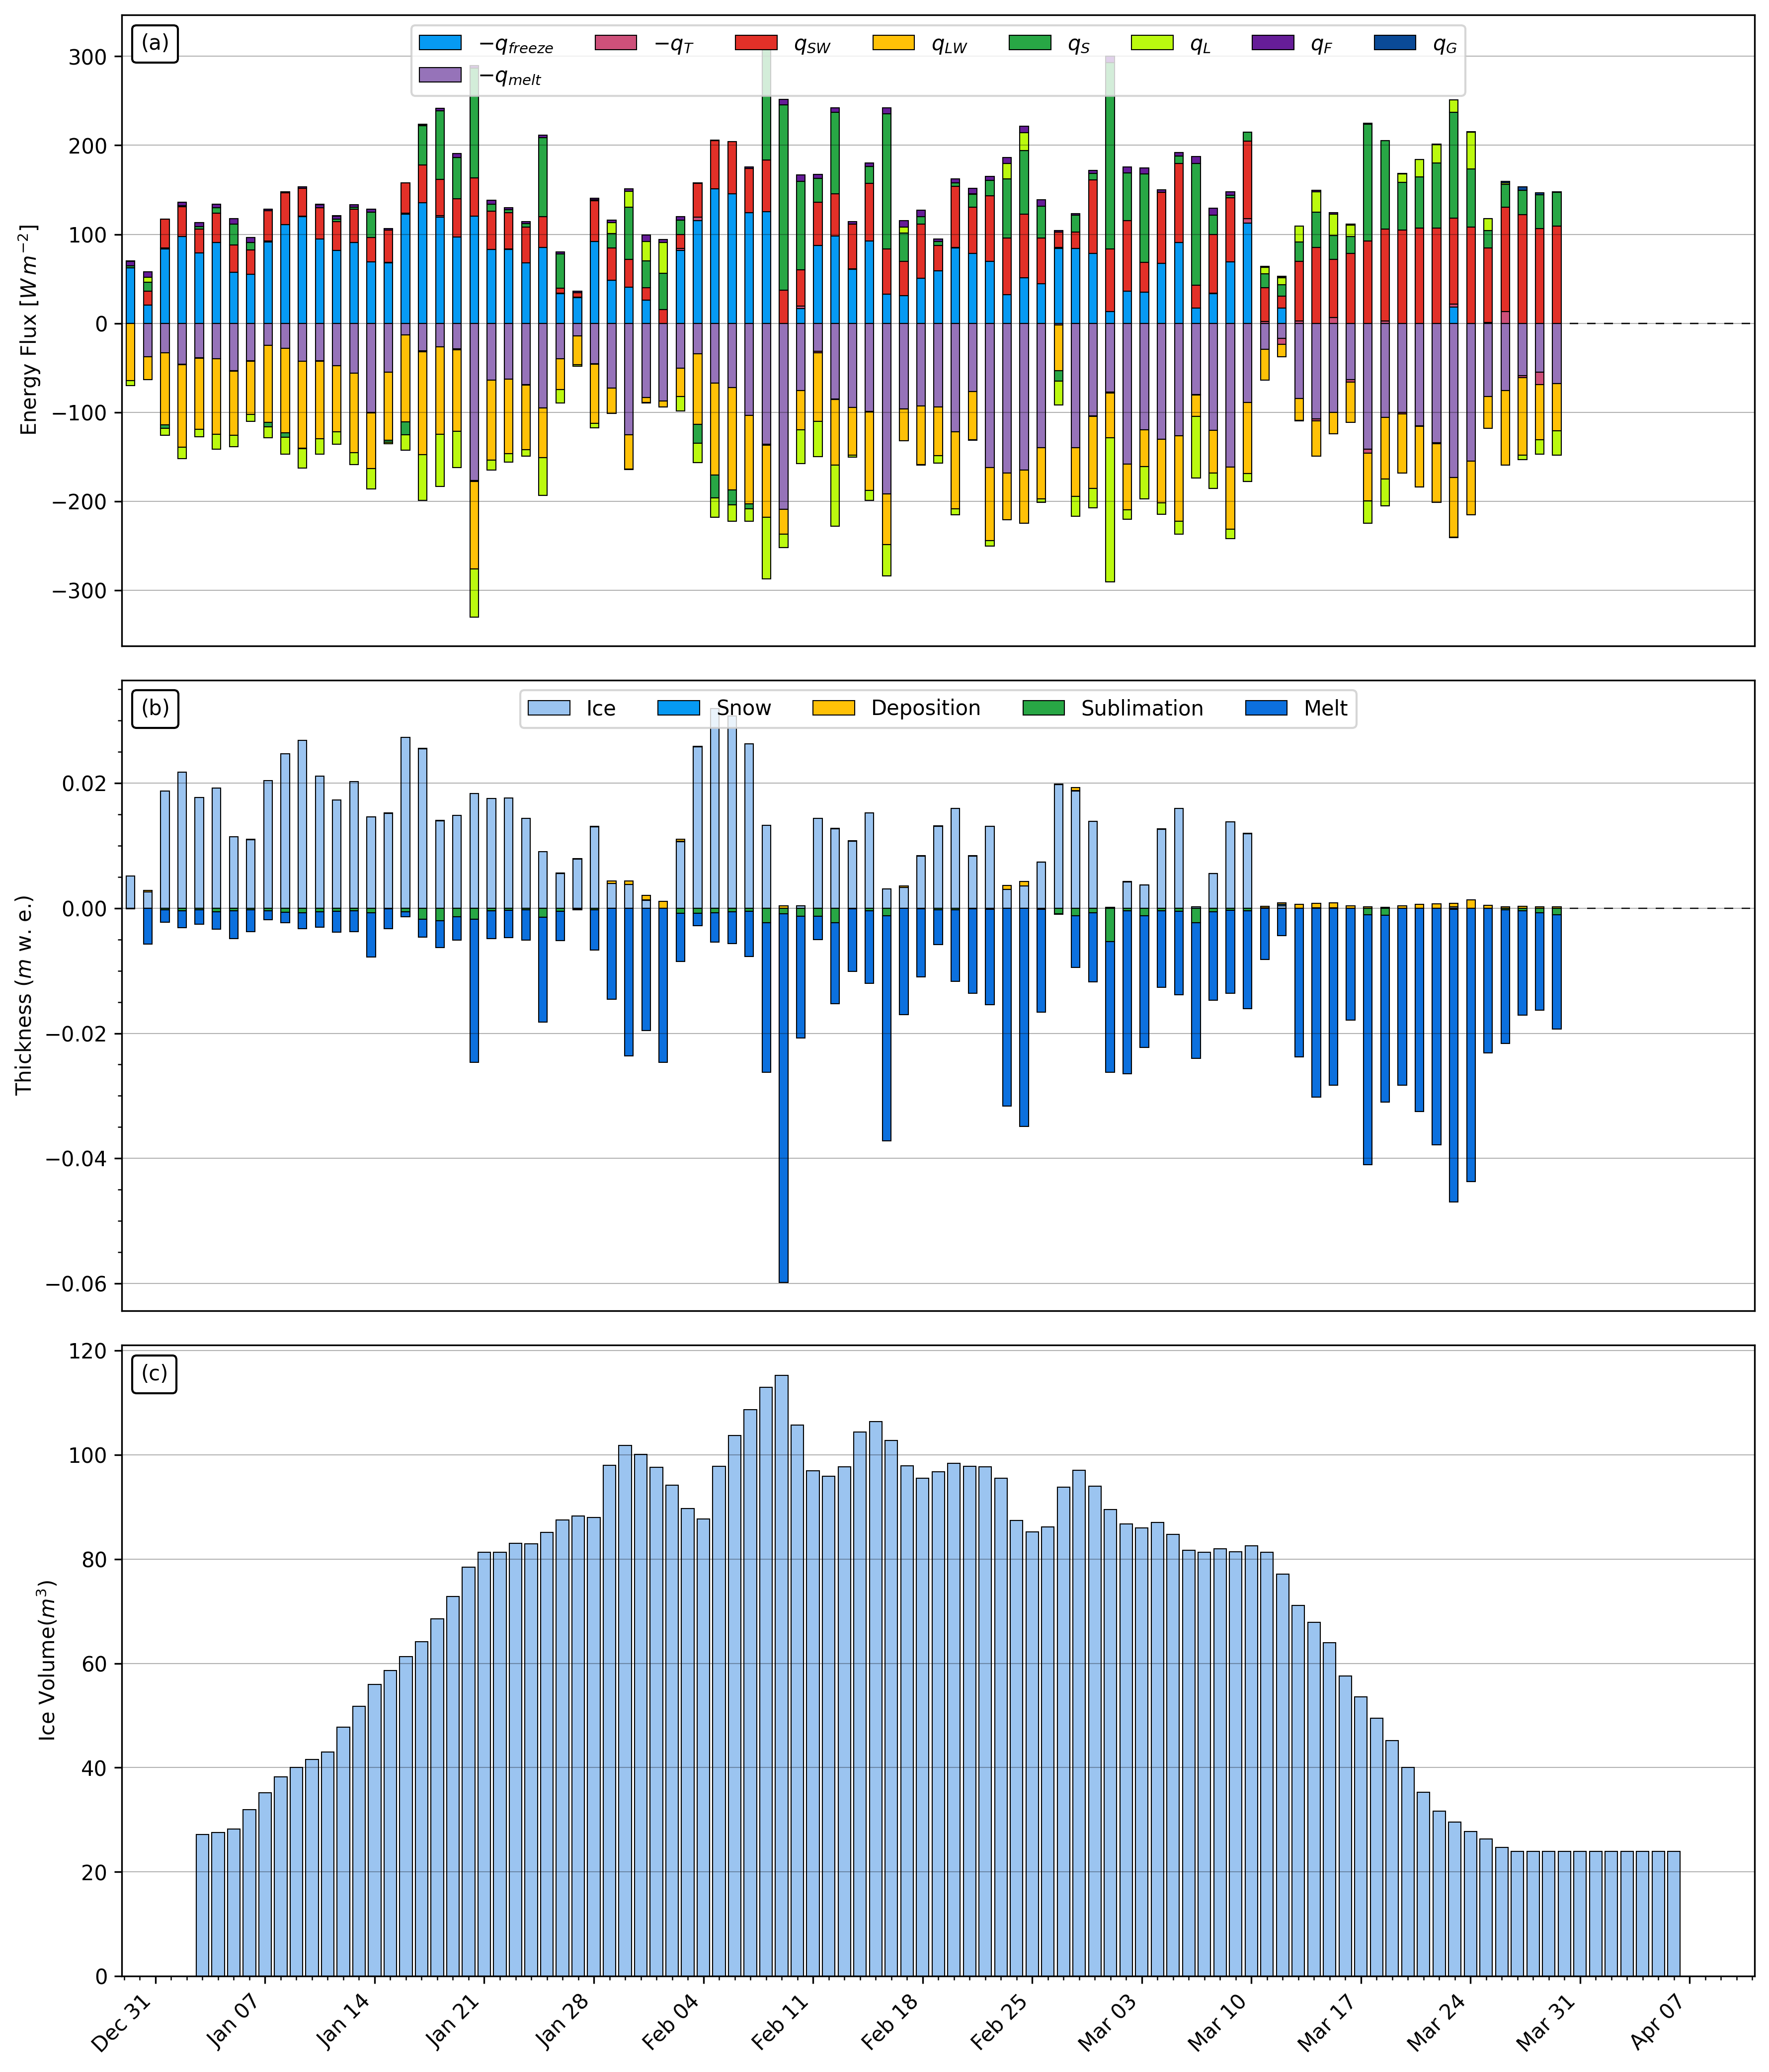 (a)
−q_freeze −q_T q_SW q_LW q_S q_L q_F q_G
−q_melt
Energy Flux [W m⁻²]
300
200
100
0
−100
−200
−300
(b)
Ice Snow Deposition Sublimation Melt
Thickness (m w. e.)
0.02
0.00
−0.02
−0.04
−0.06
(c)
Ice Volume(m³)
120
100
80
60
40
20
0
Dec 31 Jan 07 Jan 14 Jan 21 Jan 28 Feb 04 Feb 11 Feb 18 Feb 25 Mar 03 Mar 10 Mar 17 Mar 24 Mar 31 Apr 07